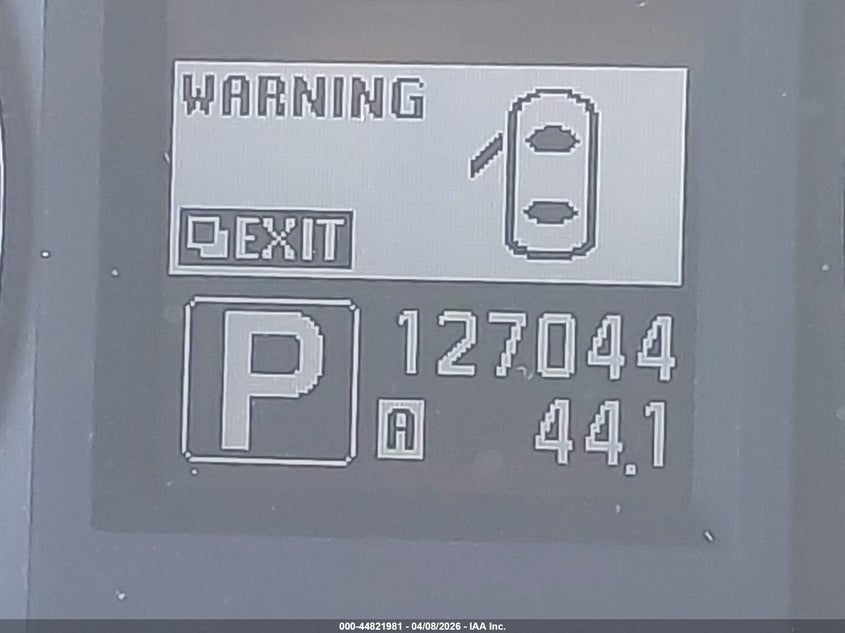 WARNING
EXIT
P
127044
A 44.1
000-44821981 - 04/08/2026 - IAA Inc.